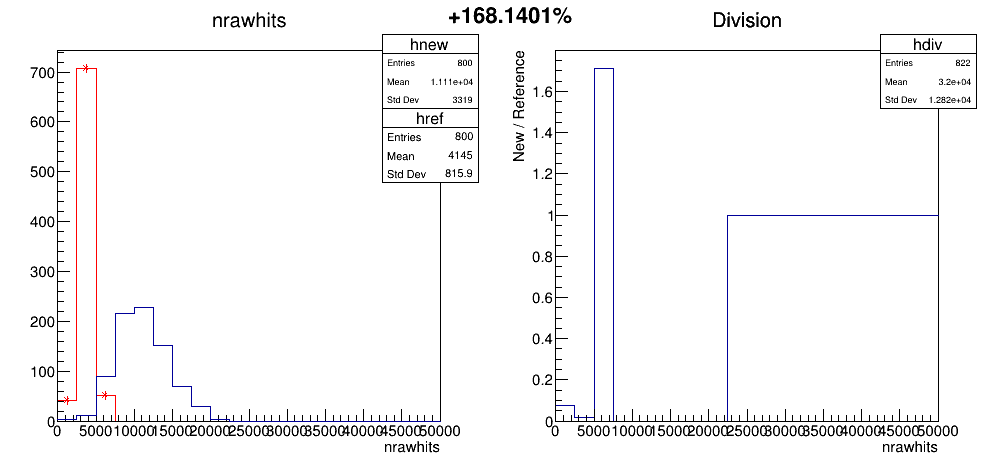 +168.1401%
nrawhits
hnew
Entries 800
Mean 1.111e+04
Std Dev 3319
href
Entries 800
Mean 4145
Std Dev 815.9
700
600
500
400
300
200
100
0
0 5000 10000 15000 20000 25000 30000 35000 40000 45000 50000
nrawhits
Division
hdiv
Entries 822
Mean 3.2e+04
Std Dev 1.282e+04
New / Reference
1.6
1.4
1.2
1
0.8
0.6
0.4
0.2
0
0 5000 10000 15000 20000 25000 30000 35000 40000 45000 50000
nrawhits